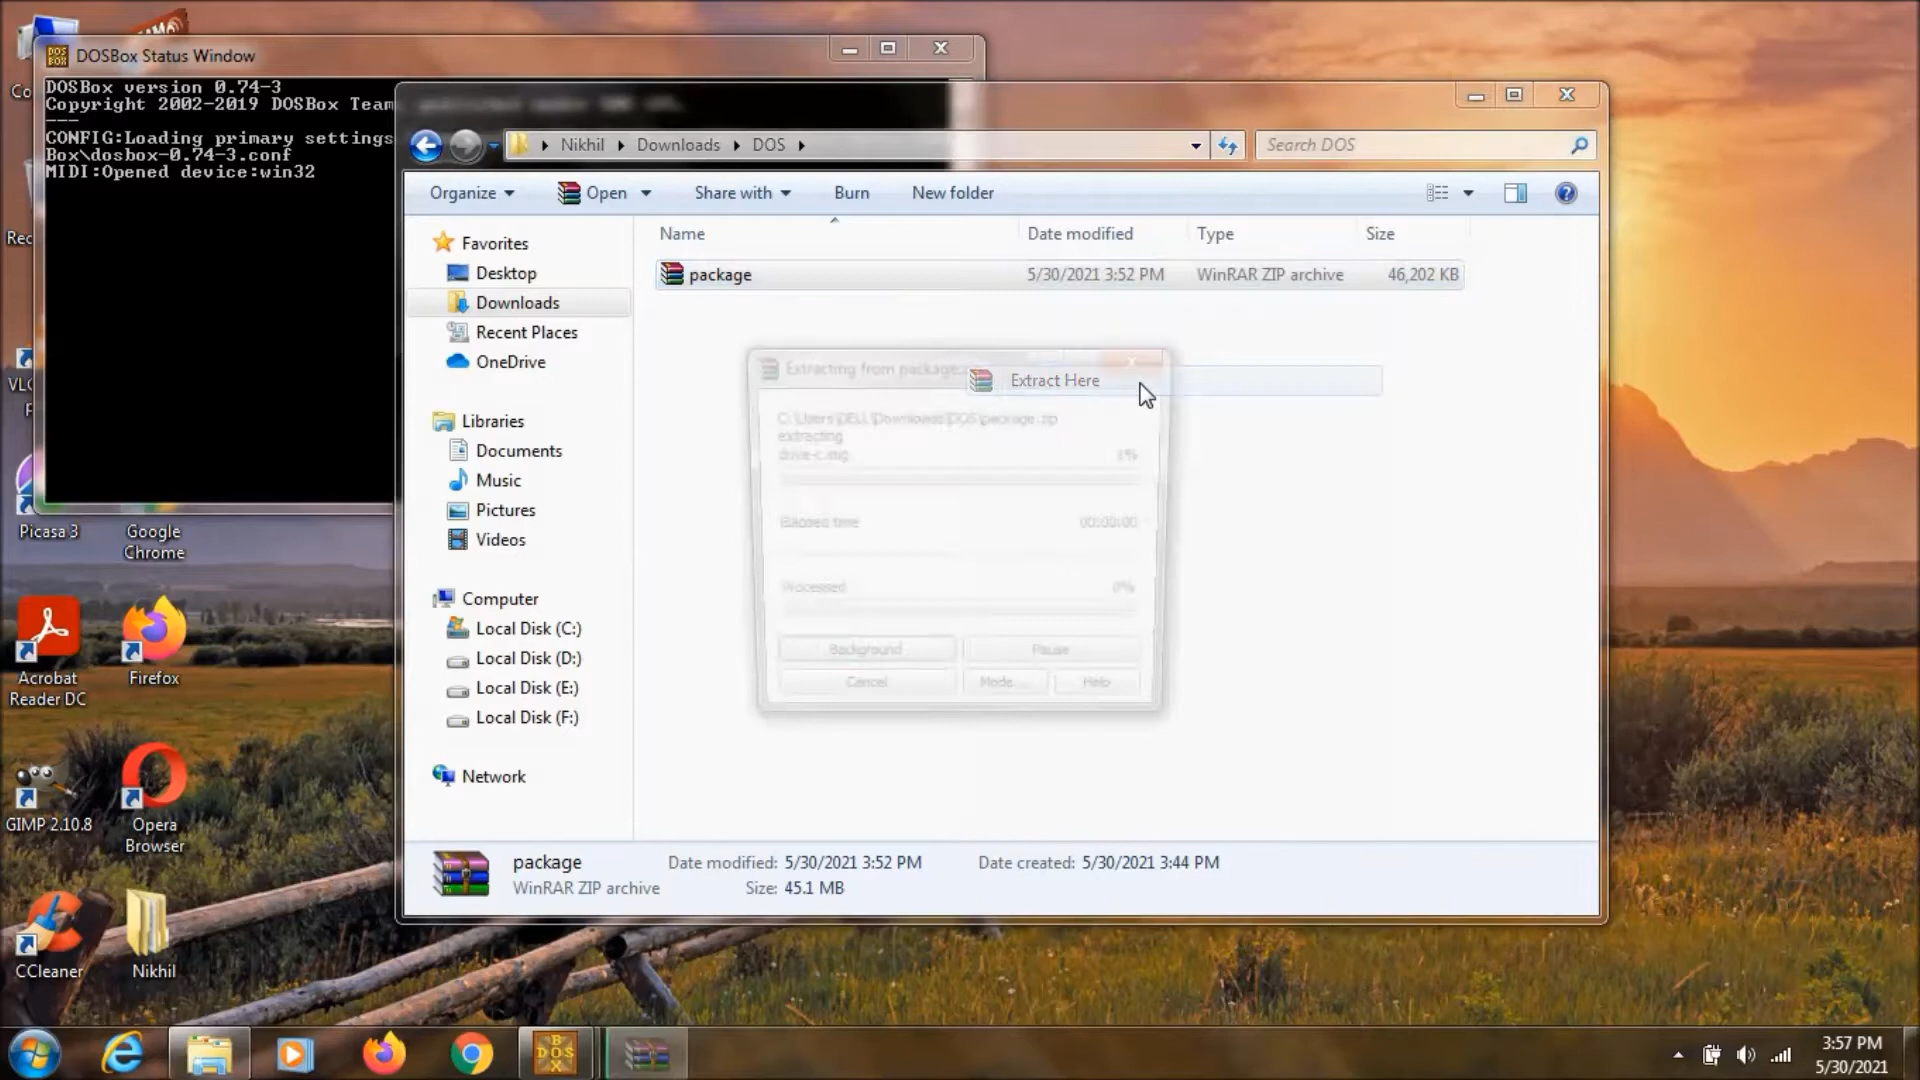 DOSBox Status Window
DOSBox version 0.74-3
Copyright 2002-2019 DOSBox Team
---
CONFIG:Loading primary settings
Box\dosbox-0.74-3.conf
MIDI:Opened device:win32
Nikhil
Downloads
DOS
Search DOS
Organize
Open
Share with
Burn
New folder
Name
Date modified
Type
Size
package
5/30/2021 3:52 PM
WinRAR ZIP archive
46,202 KB
Favorites
Desktop
Downloads
Recent Places
OneDrive
Libraries
Documents
Music
Pictures
Videos
Computer
Local Disk (C:)
Local Disk (D:)
Local Disk (E:)
Local Disk (F:)
Network
Extracting from package
Extract Here
C:\Users\DELL\Downloads\DOS\package.zip
extracting
drive-c.img
1%
Elapsed time
00:00:00
Processed
0%
Background
Pause
Cancel
Mode...
Help
package
WinRAR ZIP archive
Date modified: 5/30/2021 3:52 PM
Size: 45.1 MB
Date created: 5/30/2021 3:44 PM
Picasa 3
Google
Chrome
Acrobat
Reader DC
Firefox
GIMP 2.10.8
Opera
Browser
CCleaner
Nikhil
3:57 PM
5/30/2021